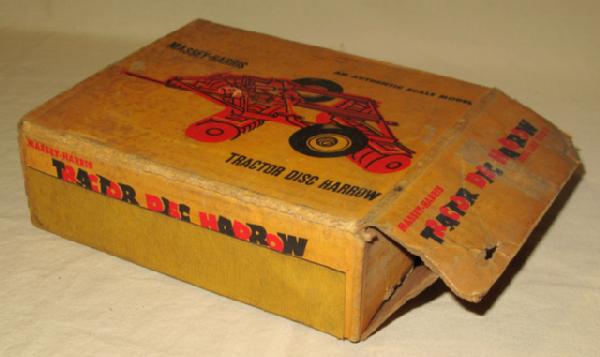 MASSEY-HARRIS
AN AUTHENTIC SCALE MODEL
TRACTOR DISC HARROW
MASSEY-HARRIS
TRACTOR DISC HARROW
MASSEY-HARRIS
TRACTOR DISC HARROW